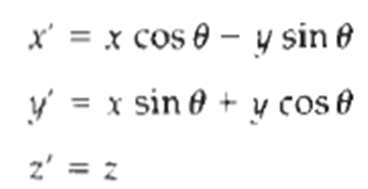 x' = x cos θ − y sin θ
y' = x sin θ + y cos θ
z' = z